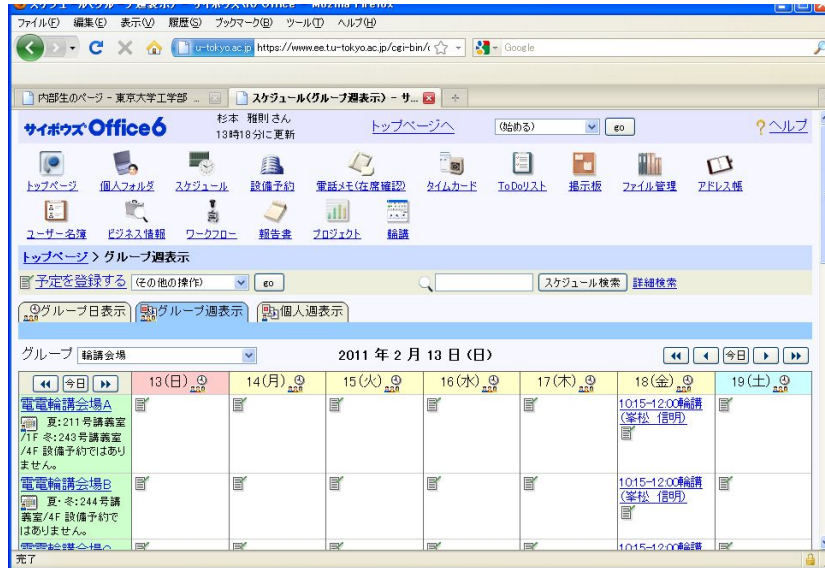 ファイル(F) 編集(E) 表示(V) 履歴(S) ブックマーク(B) ツール(T) ヘルプ(H)
u-tokyo.ac.jp https://www.ee.t.u-tokyo.ac.jp/cgi-bin/c Google
内部生のページ - 東京大学工学部 ... スケジュール(グループ週表示) - サ...
サイボウズ Office6
杉本 雅則さん
13時18分に更新
トップページへ
(始める) go
?ヘルプ
トップページ 個人フォルダ スケジュール 設備予約 電話メモ(在席確認) タイムカード ToDoリスト 掲示板 ファイル管理 アドレス帳
ユーザー名簿 ビジネス情報 ワークフロー 報告書 プロジェクト 輪講
トップページ > グループ週表示
予定を登録する (その他の操作) go スケジュール検索 詳細検索
グループ日表示 グループ週表示 個人週表示
グループ 輪講会場 2011 年 2 月 13 日 (日) 今日
今日 13(日) 14(月) 15(火) 16(水) 17(木) 18(金) 19(土)
電電輪講会場A
夏:211号講義室
/1F 冬:243号講義室
/4F 設備予約ではあり
ません。
10:15-12:00輪講
(峯松 信明)
電電輪講会場B
夏・冬:244号講
義室/4F 設備予約で
はありません。
10:15-12:00輪講
(峯松 信明)
電電輪講会場C
10:15-12:00輪講
完了